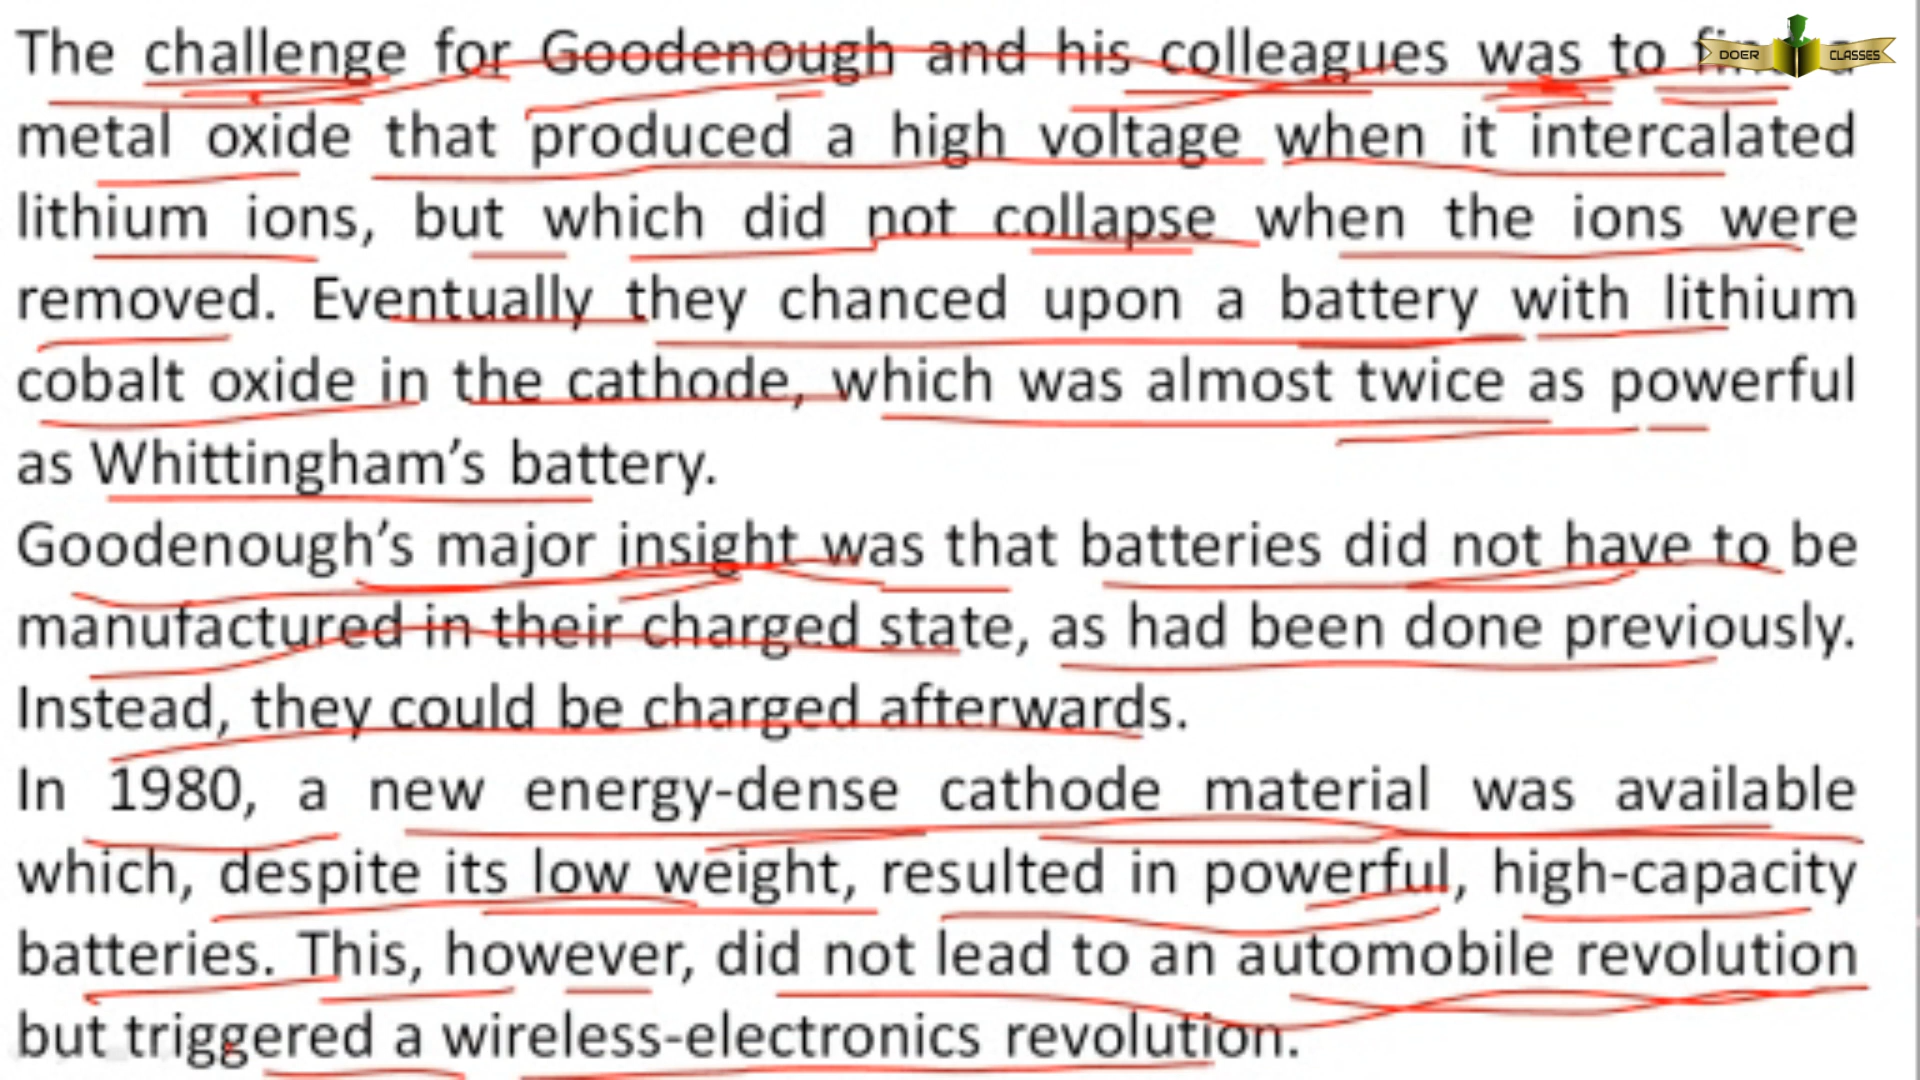 The challenge for Goodenough and his colleagues was to find a
DOER CLASSES
metal oxide that produced a high voltage when it intercalated
lithium ions, but which did not collapse when the ions were
removed. Eventually they chanced upon a battery with lithium
cobalt oxide in the cathode, which was almost twice as powerful
as Whittingham’s battery.
Goodenough’s major insight was that batteries did not have to be
manufactured in their charged state, as had been done previously.
Instead, they could be charged afterwards.
In 1980, a new energy-dense cathode material was available
which, despite its low weight, resulted in powerful, high-capacity
batteries. This, however, did not lead to an automobile revolution
but triggered a wireless-electronics revolution.